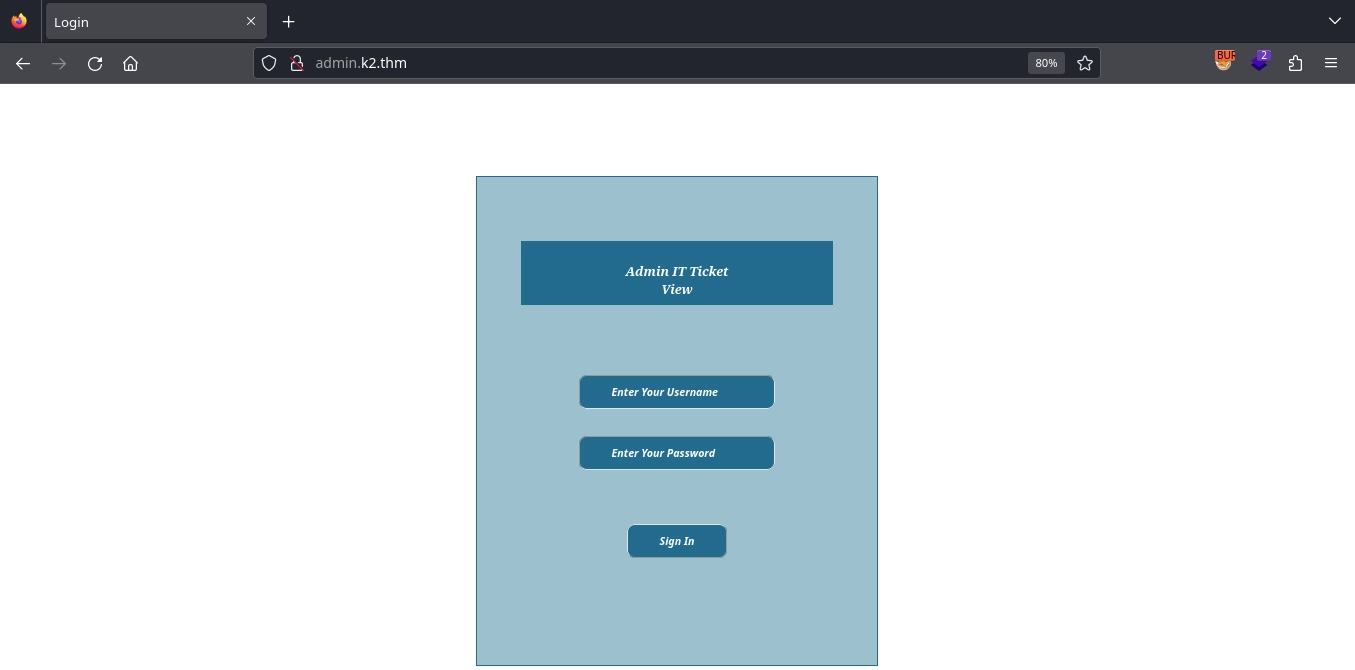 Login
admin.k2.thm
80%
BUR
2
Admin IT Ticket
View
Enter Your Username
Enter Your Password
Sign In